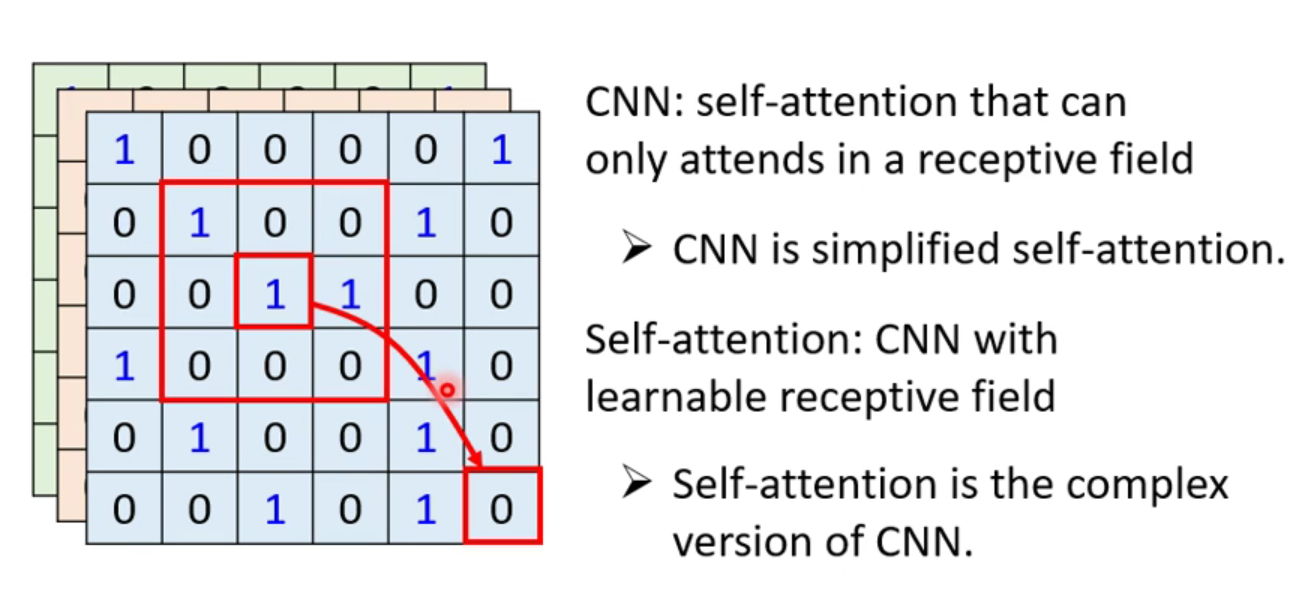 1 0 0 0 0 1
0 1 0 0 1 0
0 0 1 1 0 0
1 0 0 0 1 0
0 1 0 0 1 0
0 0 1 0 1 0
CNN: self-attention that can
only attends in a receptive field
➢ CNN is simplified self-attention.
Self-attention: CNN with
learnable receptive field
➢ Self-attention is the complex
version of CNN.